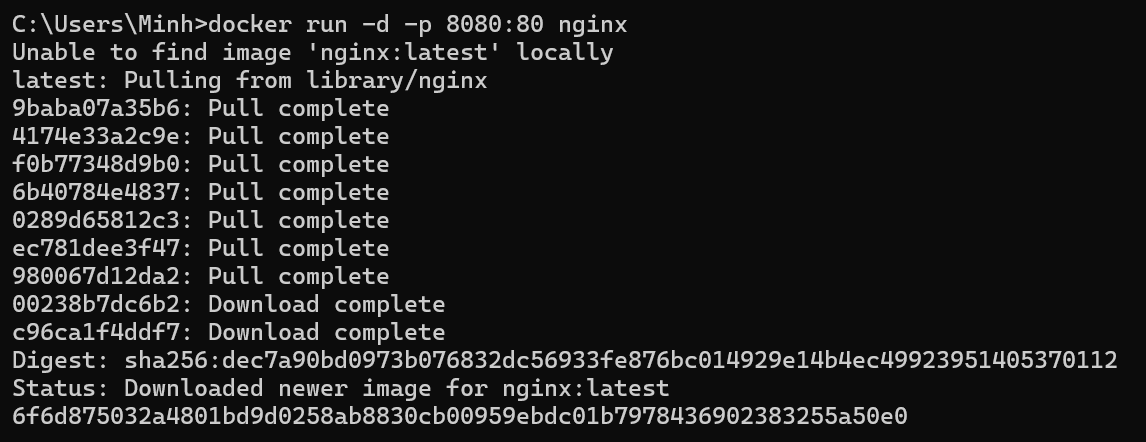 C:\Users\Minh>docker run -d -p 8080:80 nginx
Unable to find image 'nginx:latest' locally
latest: Pulling from library/nginx
9baba07a35b6: Pull complete
4174e33a2c9e: Pull complete
f0b77348d9b0: Pull complete
6b40784e4837: Pull complete
0289d65812c3: Pull complete
ec781dee3f47: Pull complete
980067d12da2: Pull complete
00238b7dc6b2: Download complete
c96ca1f4ddf7: Download complete
Digest: sha256:dec7a90bd0973b076832dc56933fe876bc014929e14b4ec49923951405370112
Status: Downloaded newer image for nginx:latest
6f6d875032a4801bd9d0258ab8830cb00959ebdc01b7978436902383255a50e0